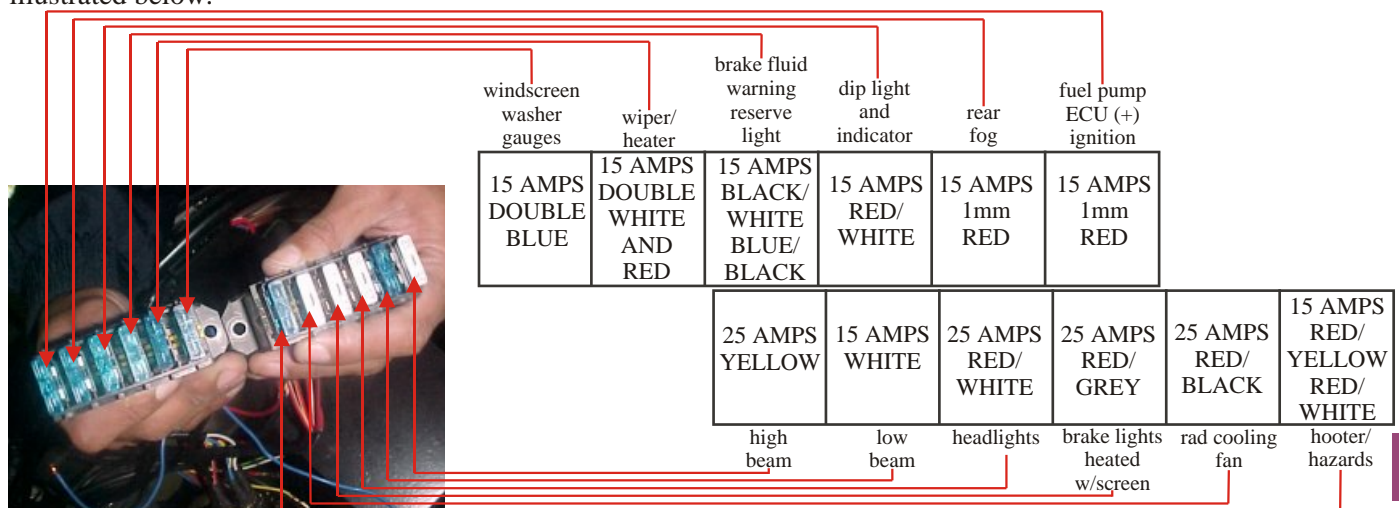 illustrated below.
windscreen
washer
gauges
wiper/
heater
brake fluid
warning
reserve
light
dip light
and
indicator
rear
fog
fuel pump
ECU (+)
ignition
15 AMPS
DOUBLE
BLUE
15 AMPS
DOUBLE
WHITE
AND
RED
15 AMPS
BLACK/
WHITE
BLUE/
BLACK
15 AMPS
RED/
WHITE
15 AMPS
1mm
RED
15 AMPS
1mm
RED
25 AMPS
YELLOW
15 AMPS
WHITE
25 AMPS
RED/
WHITE
25 AMPS
RED/
GREY
25 AMPS
RED/
BLACK
15 AMPS
RED/
YELLOW
RED/
WHITE
high
beam
low
beam
headlights
brake lights
heated
w/screen
rad cooling
fan
hooter/
hazards